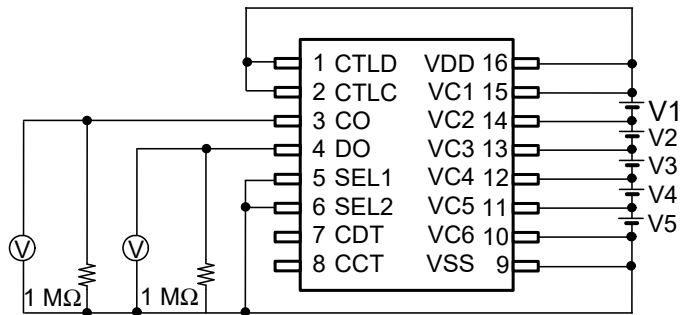 1 CTLD VDD 16
2 CTLC VC1 15
3 CO VC2 14
4 DO VC3 13
5 SEL1 VC4 12
6 SEL2 VC5 11
7 CDT VC6 10
8 CCT VSS 9
V1
V2
V3
V4
V5
V
V
1 MΩ
1 MΩ